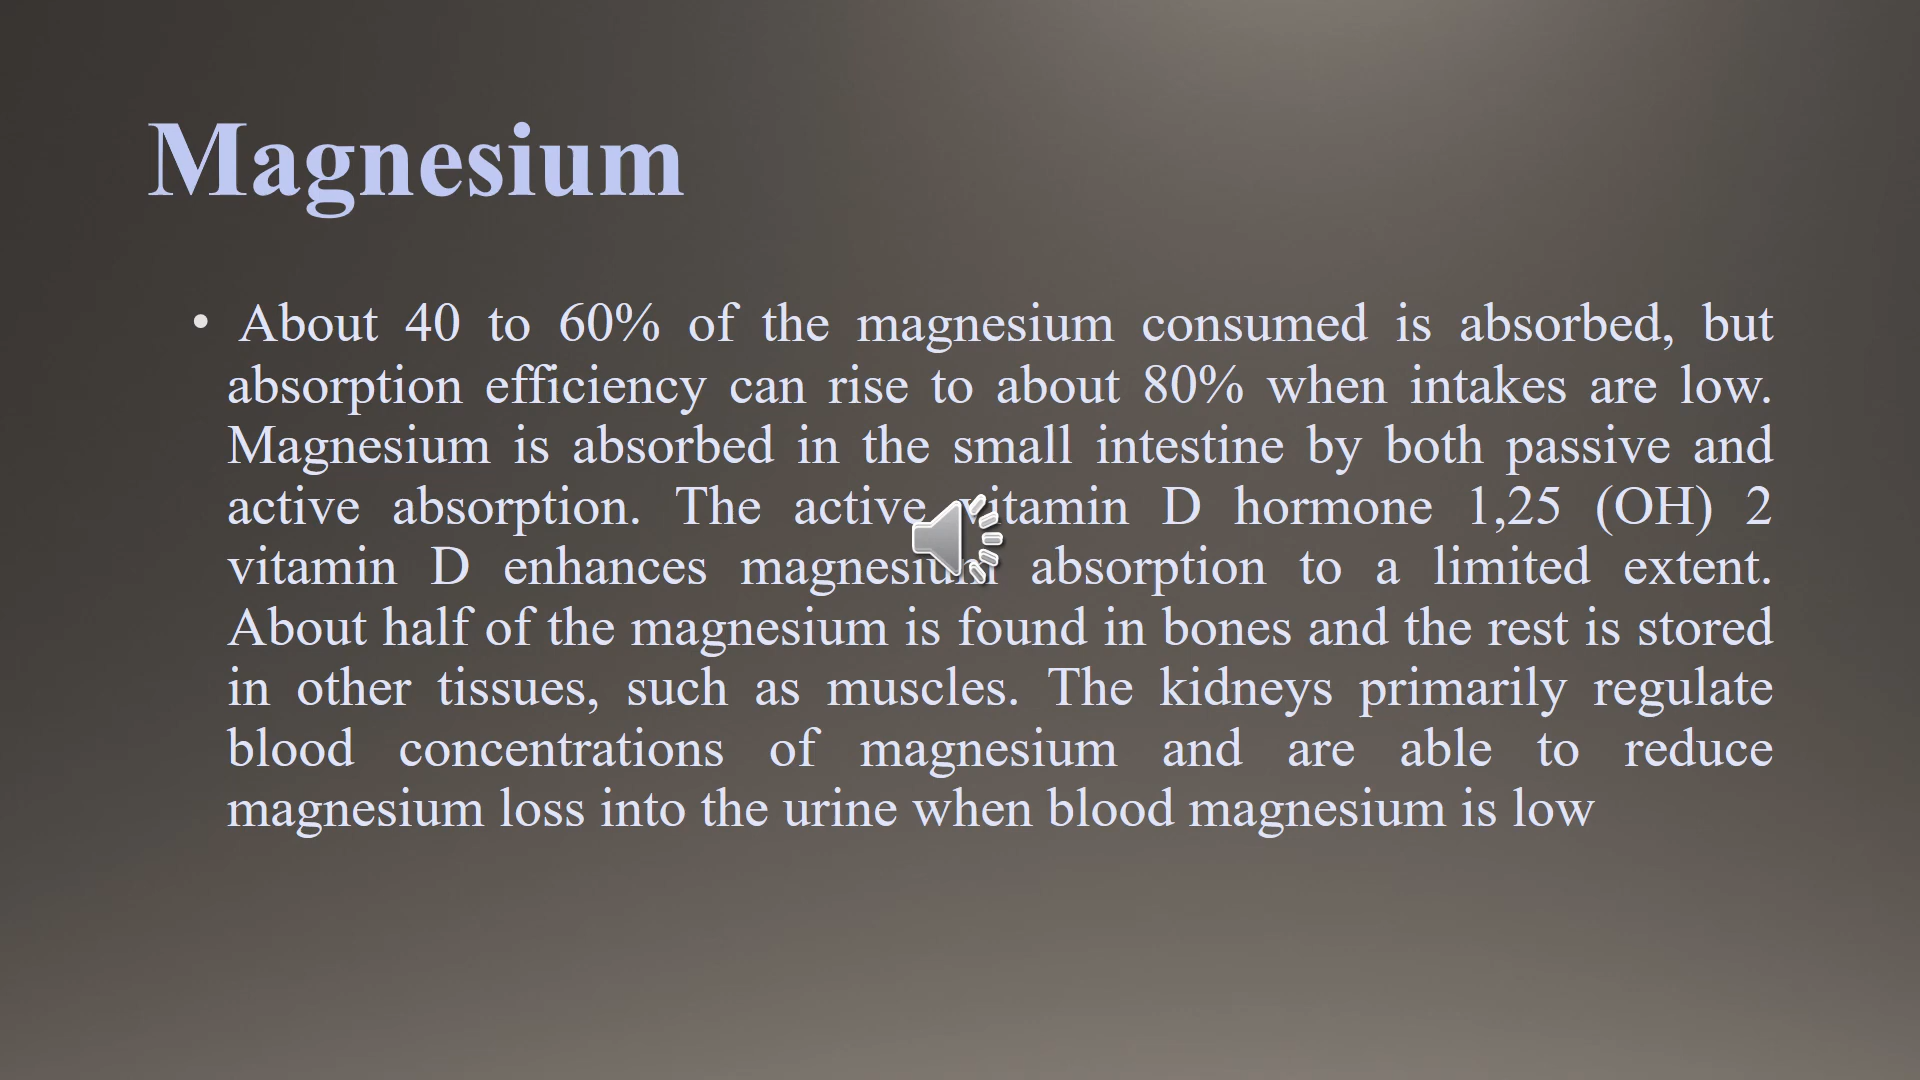 Magnesium
• About 40 to 60% of the magnesium consumed is absorbed, but
absorption efficiency can rise to about 80% when intakes are low.
Magnesium is absorbed in the small intestine by both passive and
active absorption. The active vitamin D hormone 1,25 (OH) 2
vitamin D enhances magnesium absorption to a limited extent.
About half of the magnesium is found in bones and the rest is stored
in other tissues, such as muscles. The kidneys primarily regulate
blood concentrations of magnesium and are able to reduce
magnesium loss into the urine when blood magnesium is low